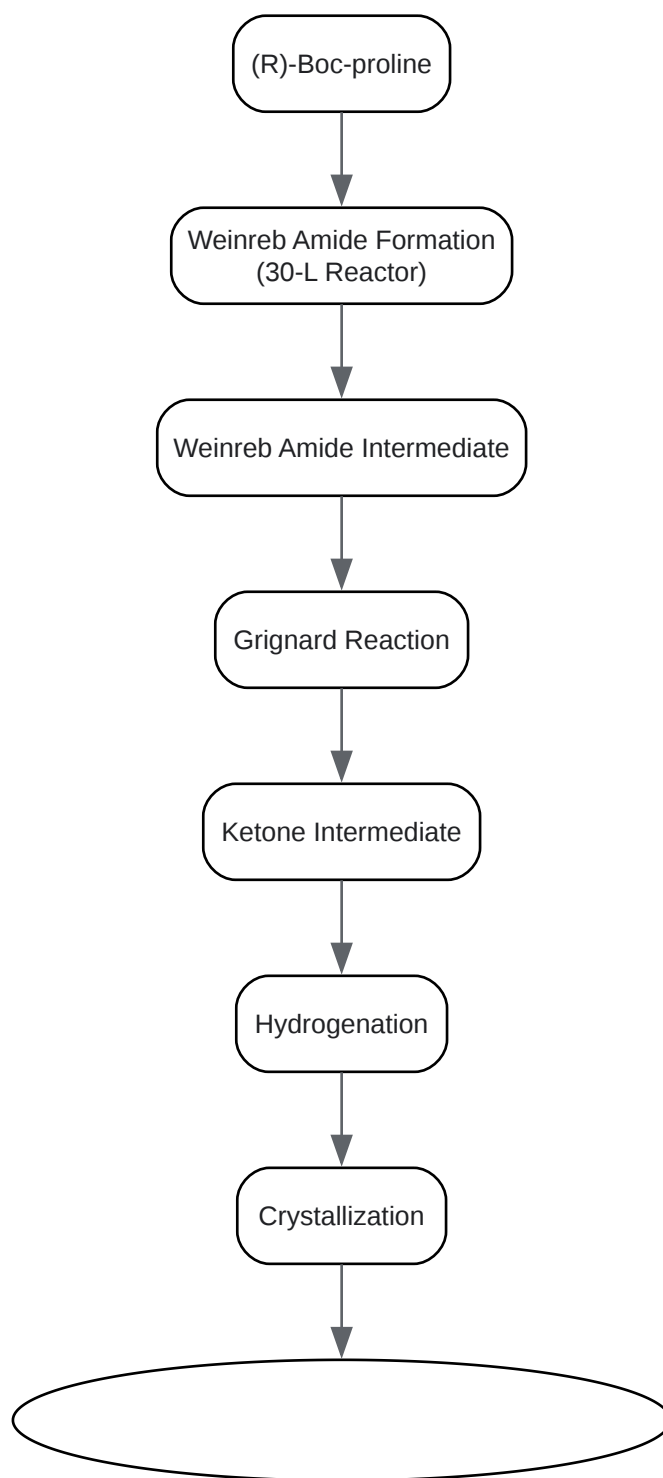 (R)-Boc-proline
Weinreb Amide Formation
(30-L Reactor)
Weinreb Amide Intermediate
Grignard Reaction
Ketone Intermediate
Hydrogenation
Crystallization